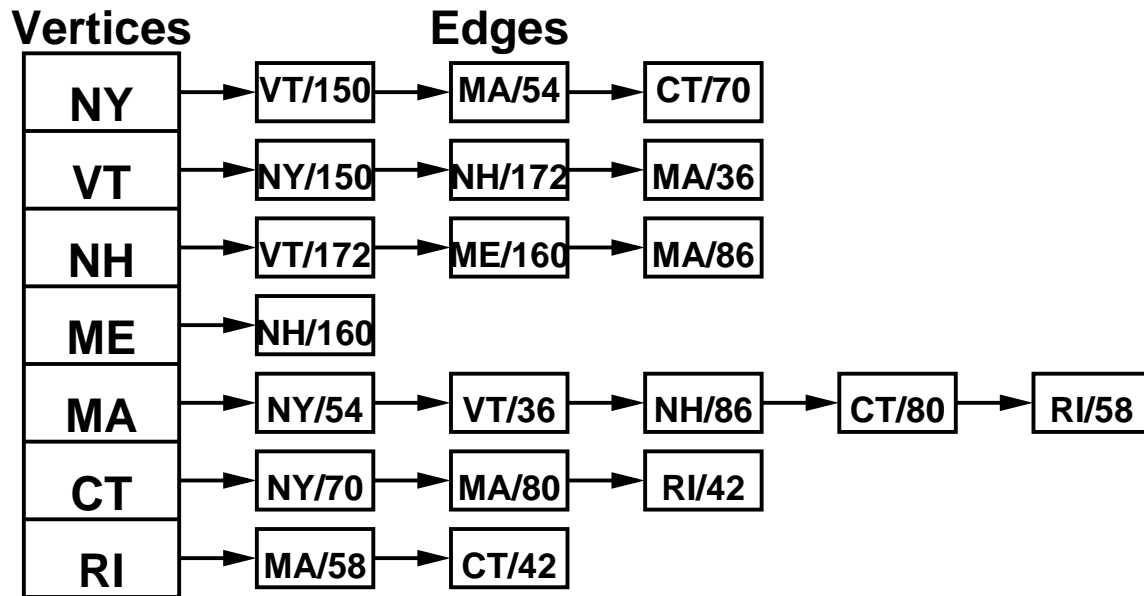 Vertices Edges
NY VT/150 MA/54 CT/70
VT NY/150 NH/172 MA/36
NH VT/172 ME/160 MA/86
ME NH/160
MA NY/54 VT/36 NH/86 CT/80 RI/58
CT NY/70 MA/80 RI/42
RI MA/58 CT/42